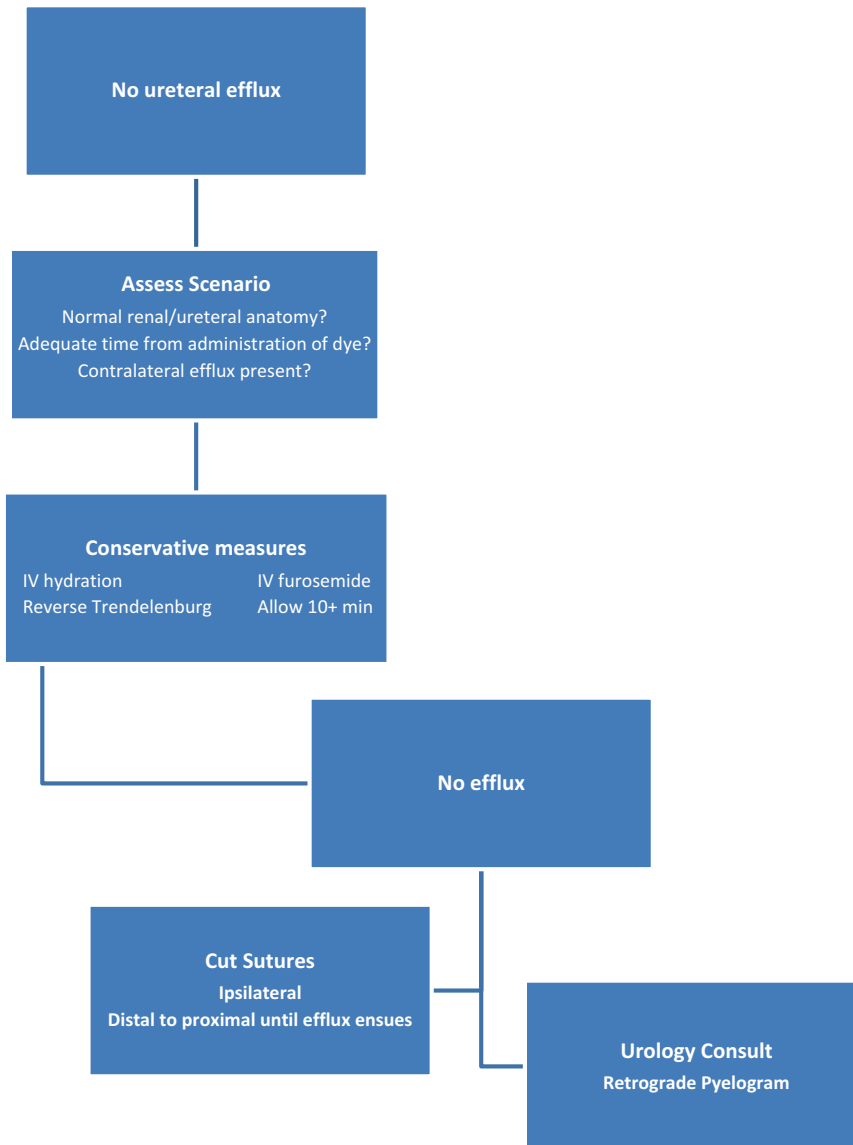 No ureteral efflux
Assess Scenario
Normal renal/ureteral anatomy?
Adequate time from administration of dye?
Contralateral efflux present?
Conservative measures
IV hydration
Reverse Trendelenburg
IV furosemide
Allow 10+ min
No efflux
Cut Sutures
Ipsilateral
Distal to proximal until efflux ensues
Urology Consult
Retrograde Pyelogram